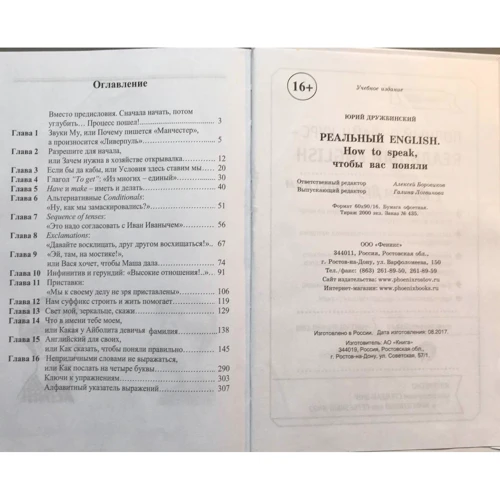 Оглавление
Вместо предисловия. Сначала начать, потом
углубить... Процесс пошел! 3
Глава 1 Звуки Му, или Почему пишется «Манчестер»,
а произносится «Ливерпуль» 5
Глава 2 Разрешите для начала,
или Зачем нужна в хозяйстве открывалка 12
Глава 3 Если бы да кабы, или Условия здесь ставим мы 20
Глава 4 Глагол "To get": «Из многих – единый» 30
Глава 5 Have и make – иметь и делать 40
Глава 6 Альтернативные Conditionals:
«Ну, как мы замаскировались?» 51
Глава 7 Sequence of tenses:
«Это надо согласовать с Иван Иванычем» 60
Глава 8 Exclamations:
«Давайте восклицать, друг другом восхищаться!» 67
Глава 9 «Эй, там, на мостике!»,
или Вася хочет, чтобы Маша дала 74
Глава 10 Инфинитив и герундий: «Высокие отношения!..» 91
Глава 11 Приставки:
«Мы к своему делу не зря приставлены» 106
Глава 12 Нам суффикс строить и жить помогает 119
Глава 13 Свет мой, зеркальце, скажи 129
Глава 14 Что в имени тебе моем,
или Какая у Айболита девичья фамилия 138
Глава 15 Английский для своих,
или Как сказать, чтобы поняли правильно 145
Глава 16 Неприличными словами не выражаться,
или Как послать на четыре буквы 290
Ключи к упражнениям 303
Алфавитный указатель выражений 307
16+
Учебное издание
ЮРИЙ ДРУЖБИНСКИЙ
РЕАЛЬНЫЙ ENGLISH.
How to speak,
чтобы вас поняли
Ответственный редактор Алексей
Выпускающий редактор Галина
Формат 60х90/16. Бумага офсетная.
Тираж 2000 экз. Зак. № 435.
ООО «Феникс»
344011, Россия, Ростовская обл.,
г. Ростов-на-Дону, ул. Варфоломеева, 150
Тел./факс: (863) 261-89-50, 261-89-59
Сайт издательства: www.phoenixrostov.ru
Интернет-магазин: www.phoenixbooks.ru
Изготовлено в России. Дата изготовления: 08.2017.
Изготовитель: АО «Книга»
344019, Россия, Ростовская обл.,
г. Ростов-на-Дону, ул. Советская, 57/1.